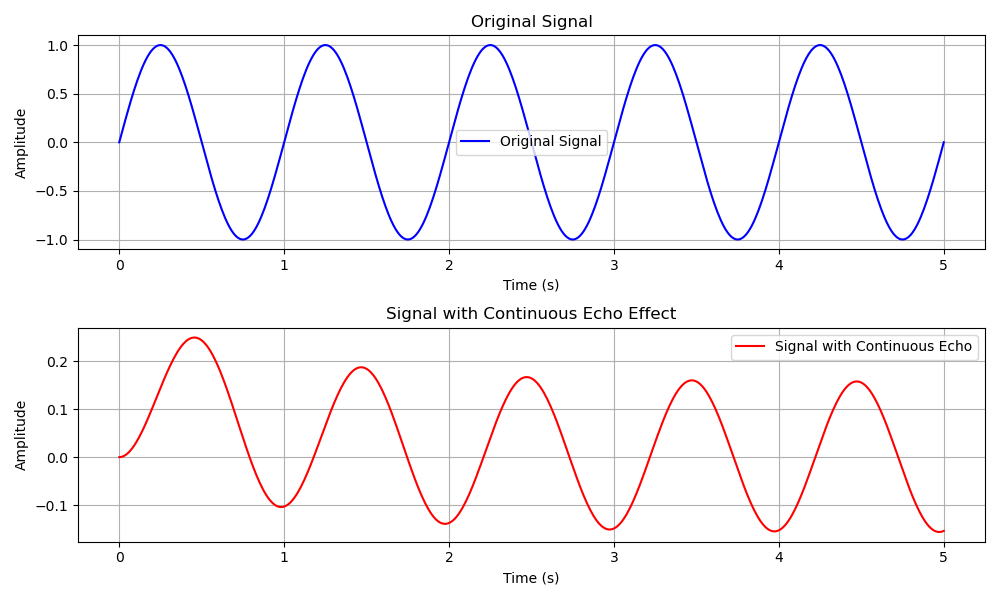 Original Signal
1.0
0.5
0.0
−0.5
−1.0
Amplitude
Original Signal
0 1 2 3 4 5
Time (s)
Signal with Continuous Echo Effect
0.2
0.1
0.0
−0.1
Amplitude
Signal with Continuous Echo
0 1 2 3 4 5
Time (s)